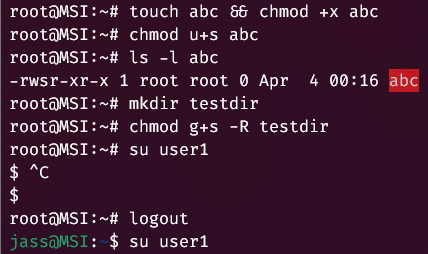 root@MSI:~# touch abc && chmod +x abc
root@MSI:~# chmod u+s abc
root@MSI:~# ls -l abc
-rwsr-xr-x 1 root root 0 Apr  4 00:16 abc
root@MSI:~# mkdir testdir
root@MSI:~# chmod g+s -R testdir
root@MSI:~# su user1
$ ^C
$
root@MSI:~# logout
jass@MSI:~$ su user1